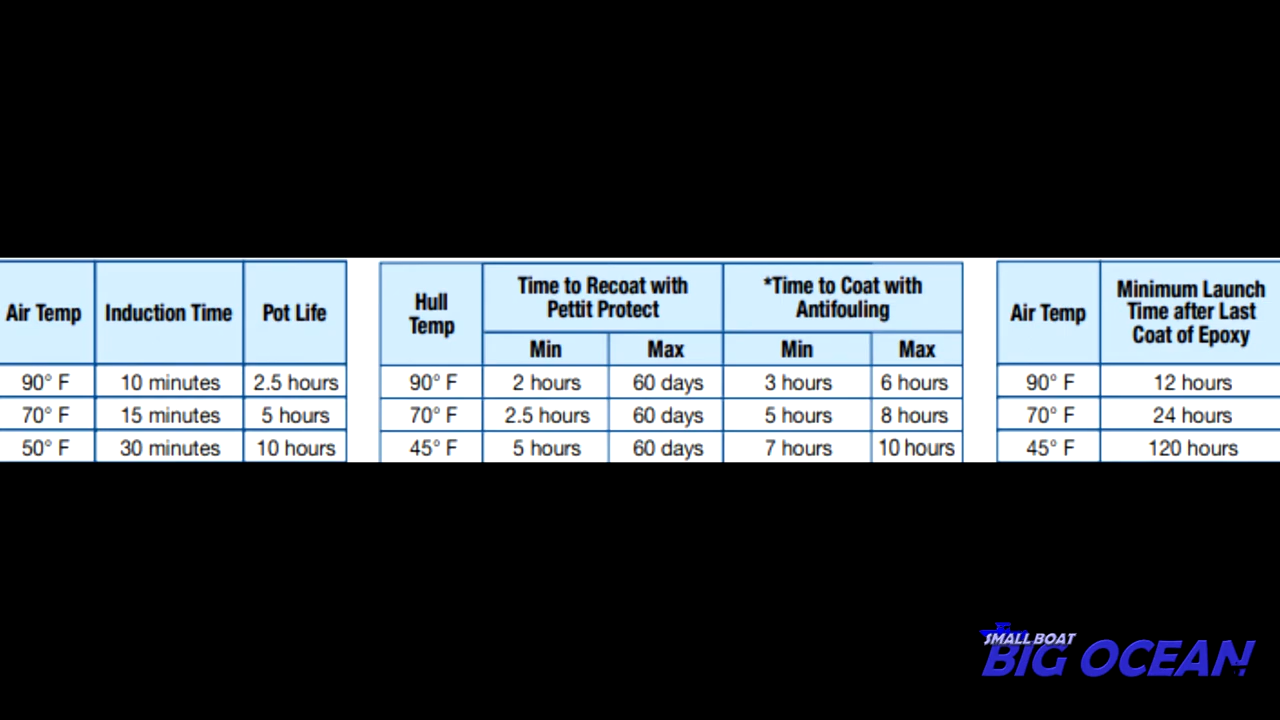 Air Temp Induction Time Pot Life
90° F 10 minutes 2.5 hours
70° F 15 minutes 5 hours
50° F 30 minutes 10 hours
Hull
Temp
Time to Recoat with
Pettit Protect
*Time to Coat with
Antifouling
Min Max Min Max
90° F 2 hours 60 days 3 hours 6 hours
70° F 2.5 hours 60 days 5 hours 8 hours
45° F 5 hours 60 days 7 hours 10 hours
Air Temp
Minimum Launch
Time after Last
Coat of Epoxy
90° F 12 hours
70° F 24 hours
45° F 120 hours
SMALL BOAT
BIG OCEAN!